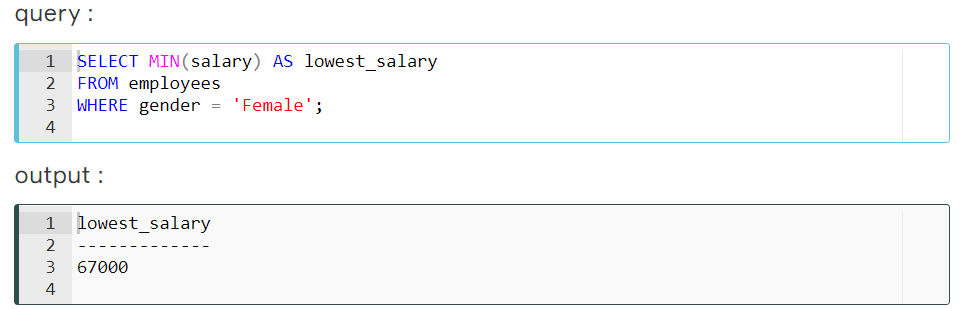 query :
1 SELECT MIN(salary) AS lowest_salary
2 FROM employees
3 WHERE gender = 'Female';
4
output :
1 lowest_salary
2 -------------
3 67000
4